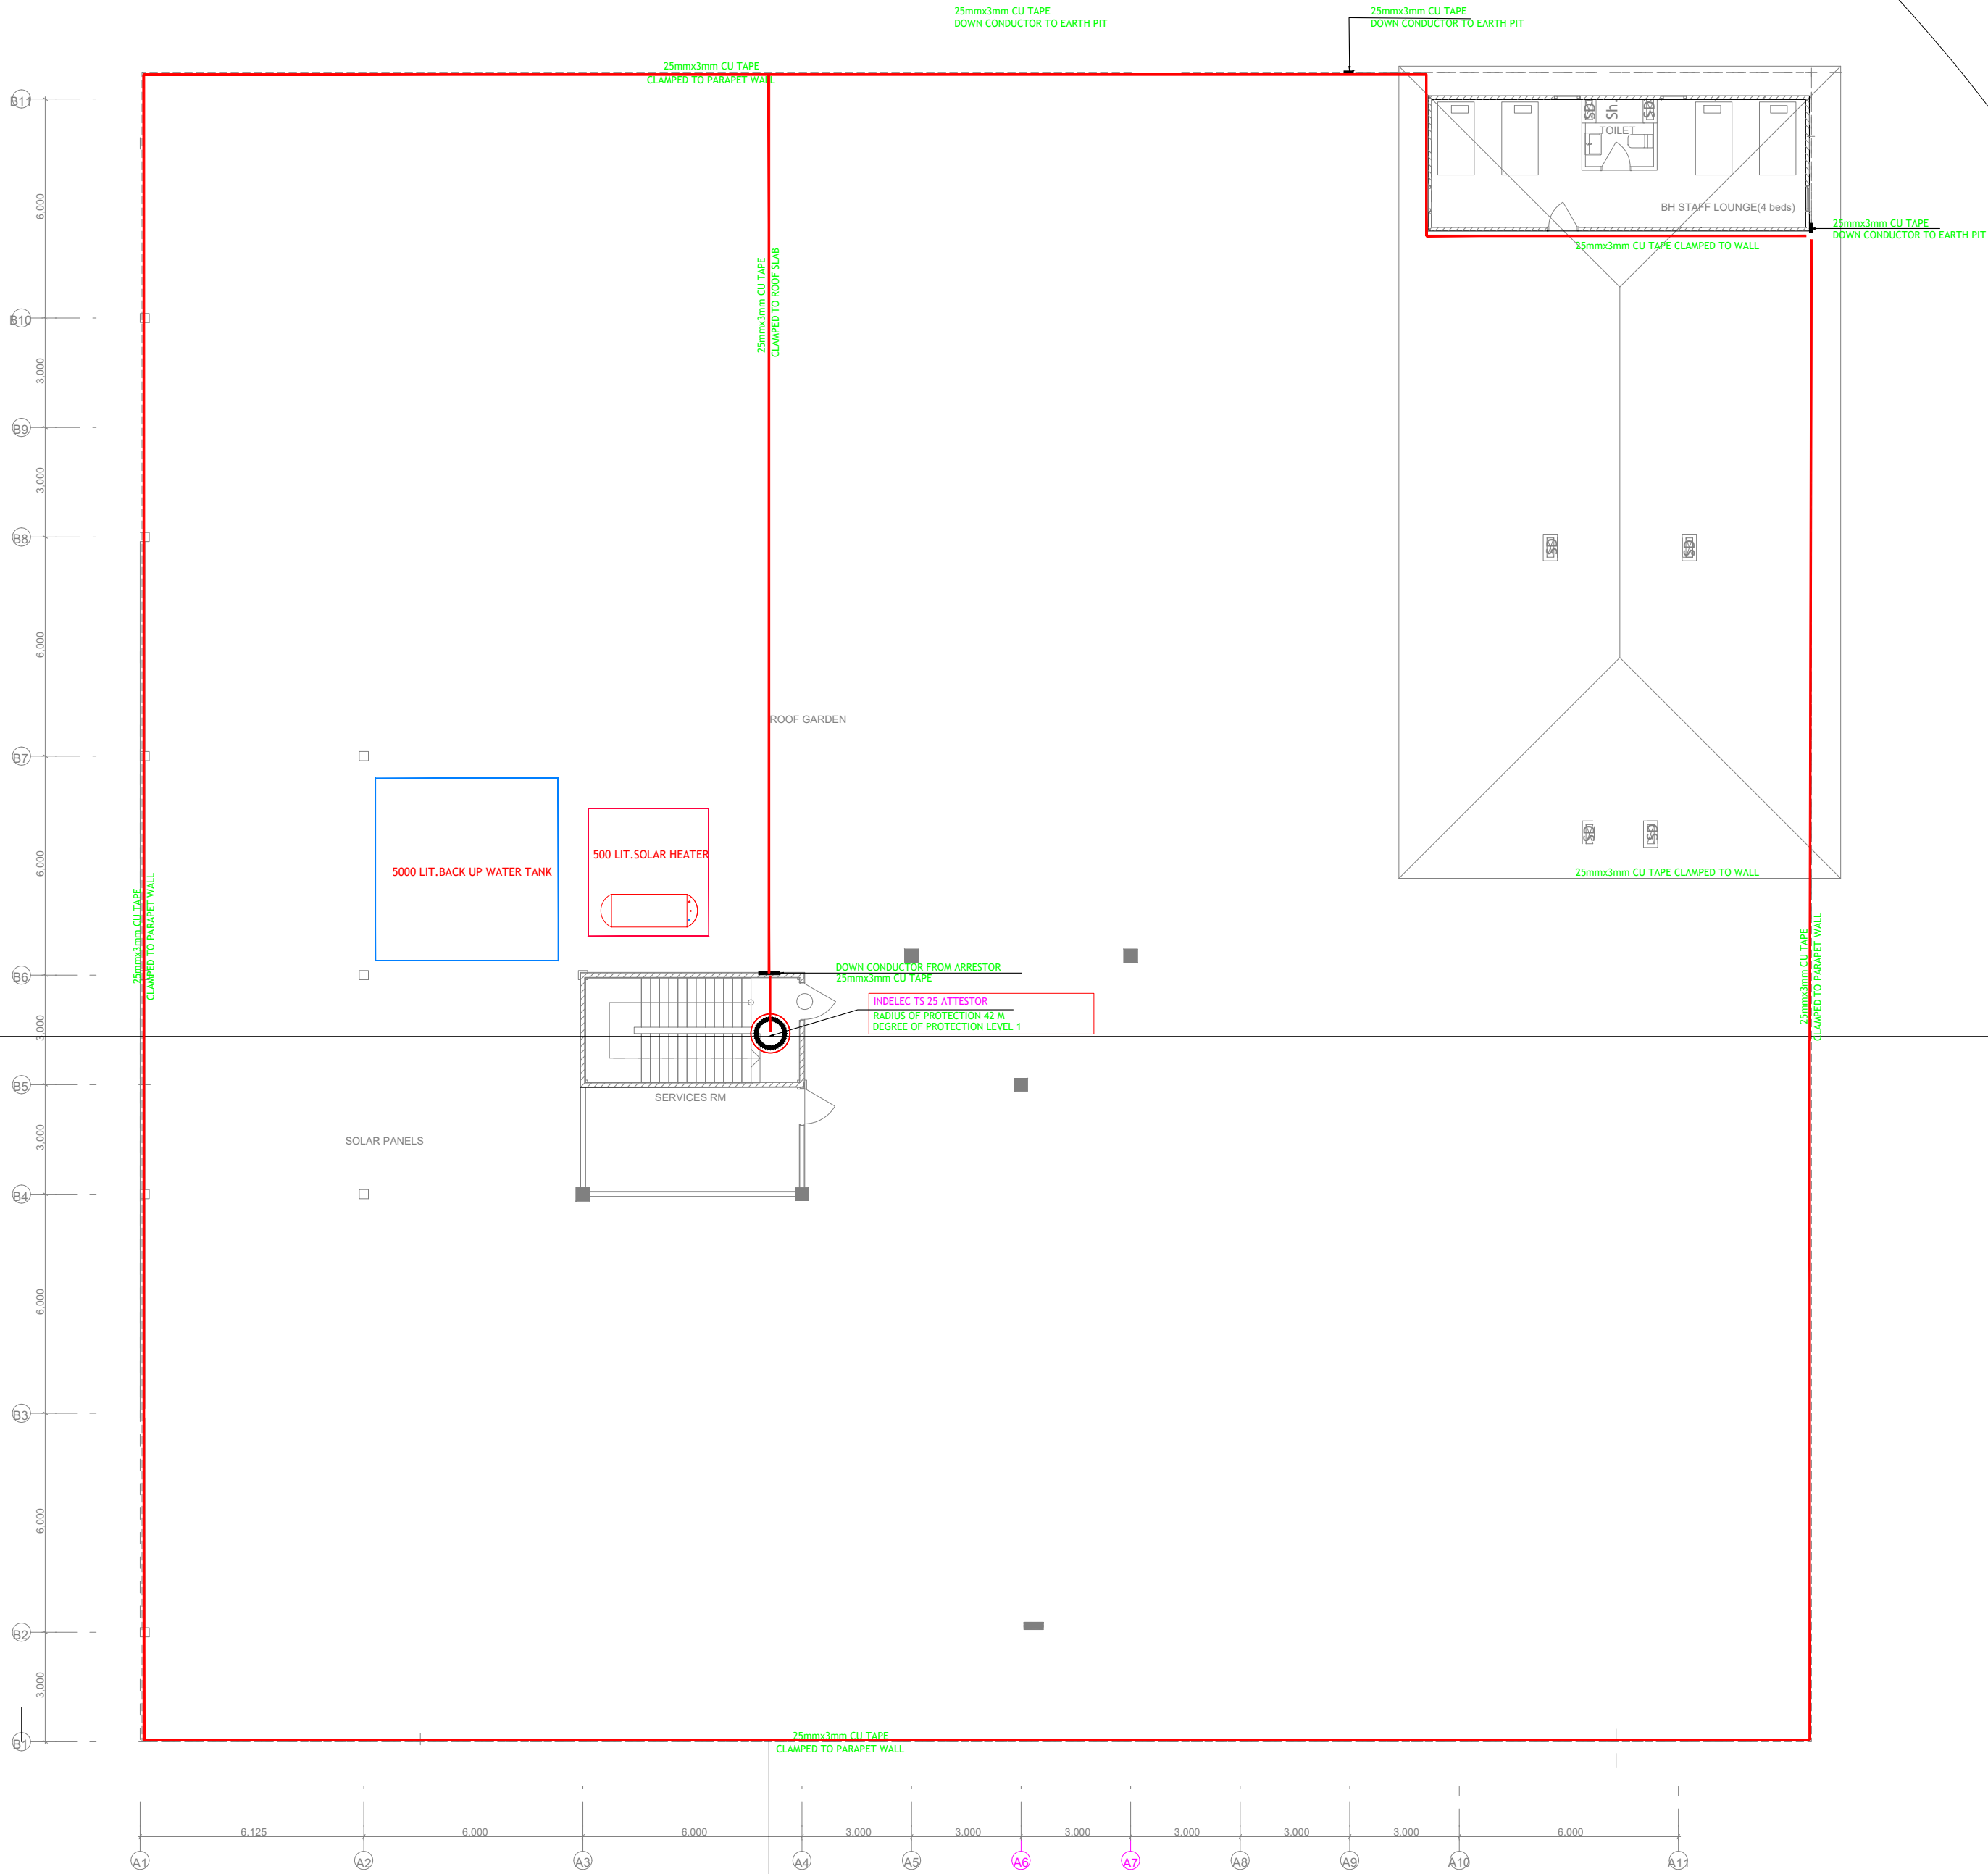 25mmx3mm CU TAPE
DOWN CONDUCTOR TO EARTH PIT
25mmx3mm CU TAPE
DOWN CONDUCTOR TO EARTH PIT
25mmx3mm CU TAPE
CLAMPED TO PARAPET WALL
B11
SD
Sh.
SD
TOILET
BH STAFF LOUNGE(4 beds)
6,000
25mmx3mm CU TAPE
DOWN CONDUCTOR TO EARTH PIT
25mmx3mm CU TAPE CLAMPED TO WALL
25mmx3mm CU TAPE
CLAMPED TO ROOF SLAB
B10
3,000
B9
3,000
B8
SD
SD
6,000
ROOF GARDEN
B7
6,000
5000 LIT.BACK UP WATER TANK
500 LIT.SOLAR HEATER
SD
SD
25mmx3mm CU TAPE CLAMPED TO WALL
25mmx3mm CU TAPE
CLAMPED TO PARAPET WALL
25mmx3mm CU TAPE
CLAMPED TO PARAPET WALL
B6
DOWN CONDUCTOR FROM ARRESTOR
25mmx3mm CU TAPE
INDELEC TS 25 ATTESTOR
RADIUS OF PROTECTION 42 M
DEGREE OF PROTECTION LEVEL 1
3,000
B5
SERVICES RM
3,000
SOLAR PANELS
B4
6,000
B3
6,000
B2
3,000
B1
25mmx3mm CU TAPE
CLAMPED TO PARAPET WALL
6,125
6,000
6,000
3,000
3,000
3,000
3,000
3,000
3,000
6,000
A1
A2
A3
A4
A5
A6
A7
A8
A9
A10
A11